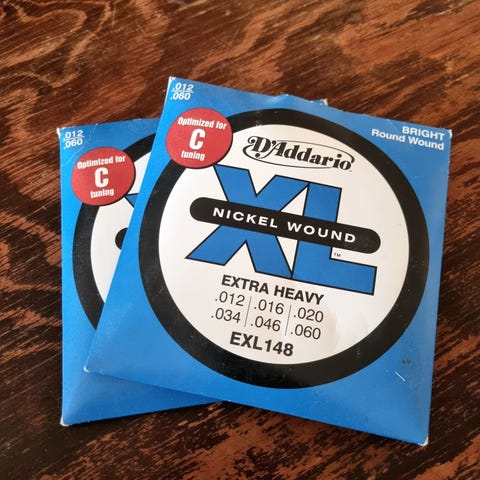 .012
.060
Optimized for
C
tuning
.012
.060
Optimized for
C
tuning
BRIGHT
Round Wound
D'Addario
XL
NICKEL WOUND
TM
EXTRA HEAVY
.012 .016 .020
.034 .046 .060
EXL148